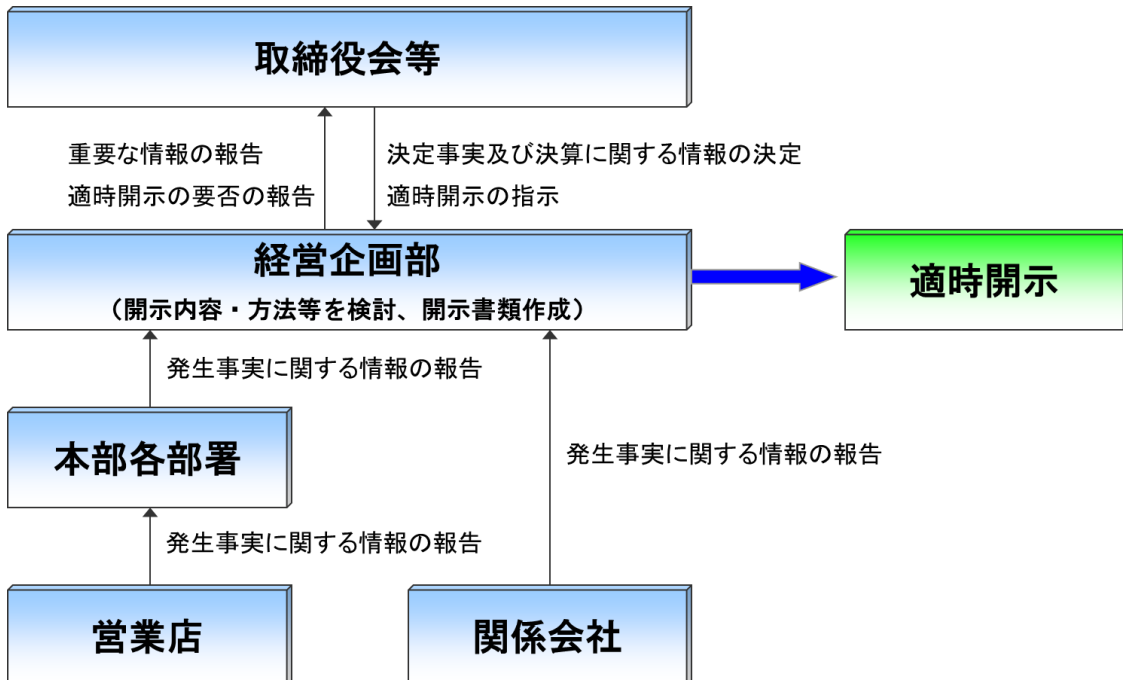 取締役会等
重要な情報の報告
適時開示の要否の報告
決定事実及び決算に関する情報の決定
適時開示の指示
経営企画部
（開示内容・方法等を検討、開示書類作成）
適時開示
発生事実に関する情報の報告
本部各部署
発生事実に関する情報の報告
発生事実に関する情報の報告
営業店
関係会社